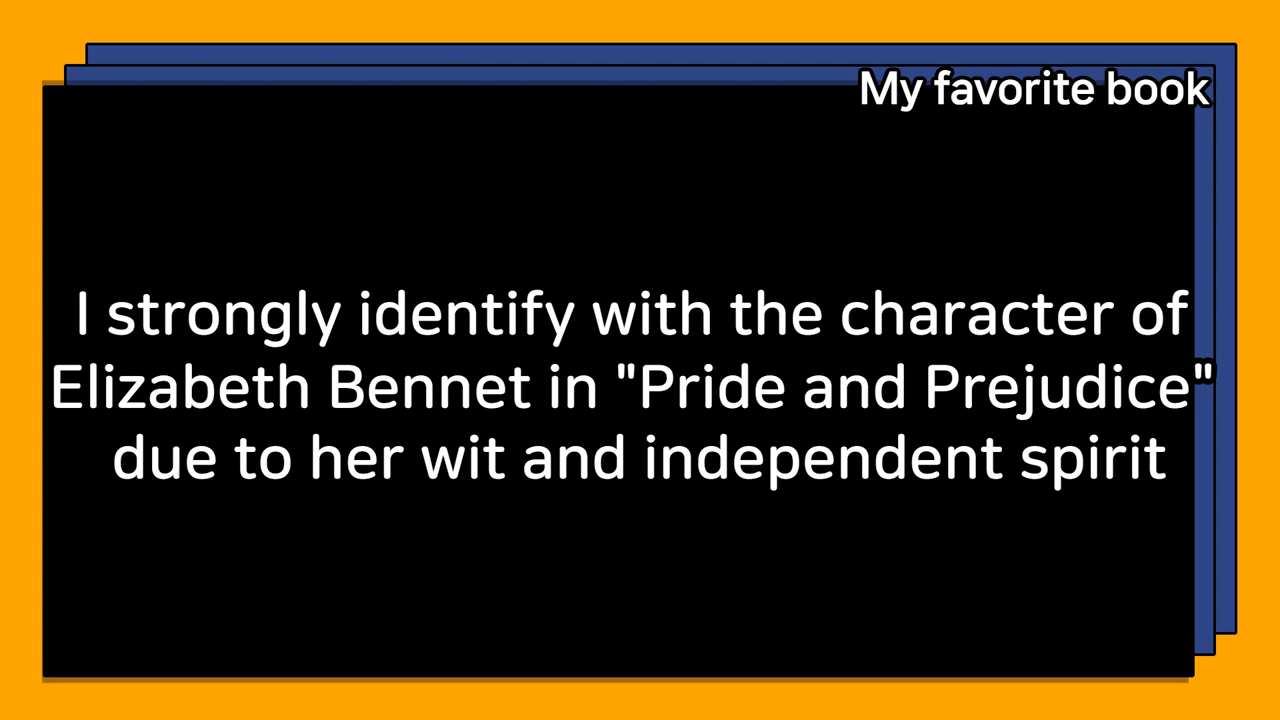 My favorite book
I strongly identify with the character of
Elizabeth Bennet in "Pride and Prejudice"
due to her wit and independent spirit